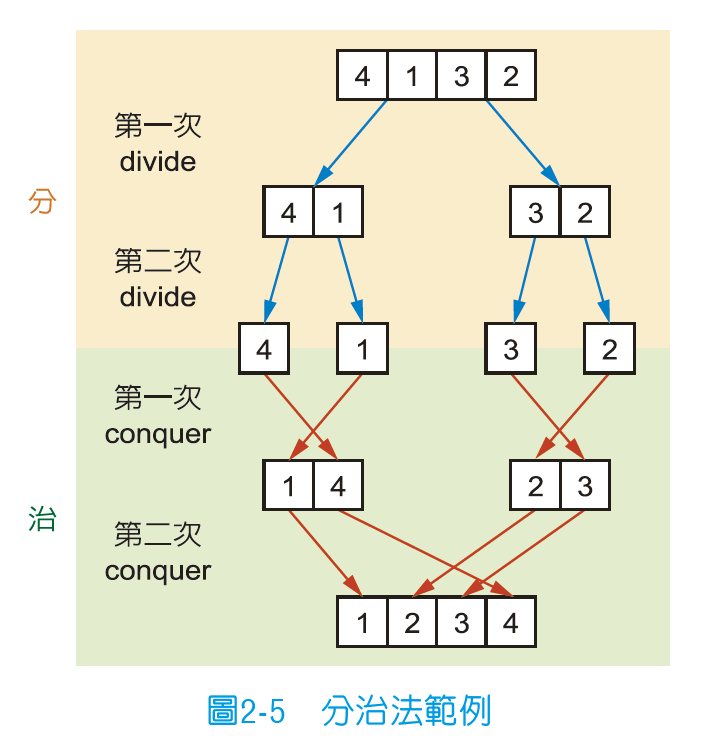 4 1 3 2
第一次
divide
分
4 1
3 2
第二次
divide
4
1
3
2
第一次
conquer
1 4
2 3
治
第二次
conquer
1 2 3 4
圖2-5 分治法範例